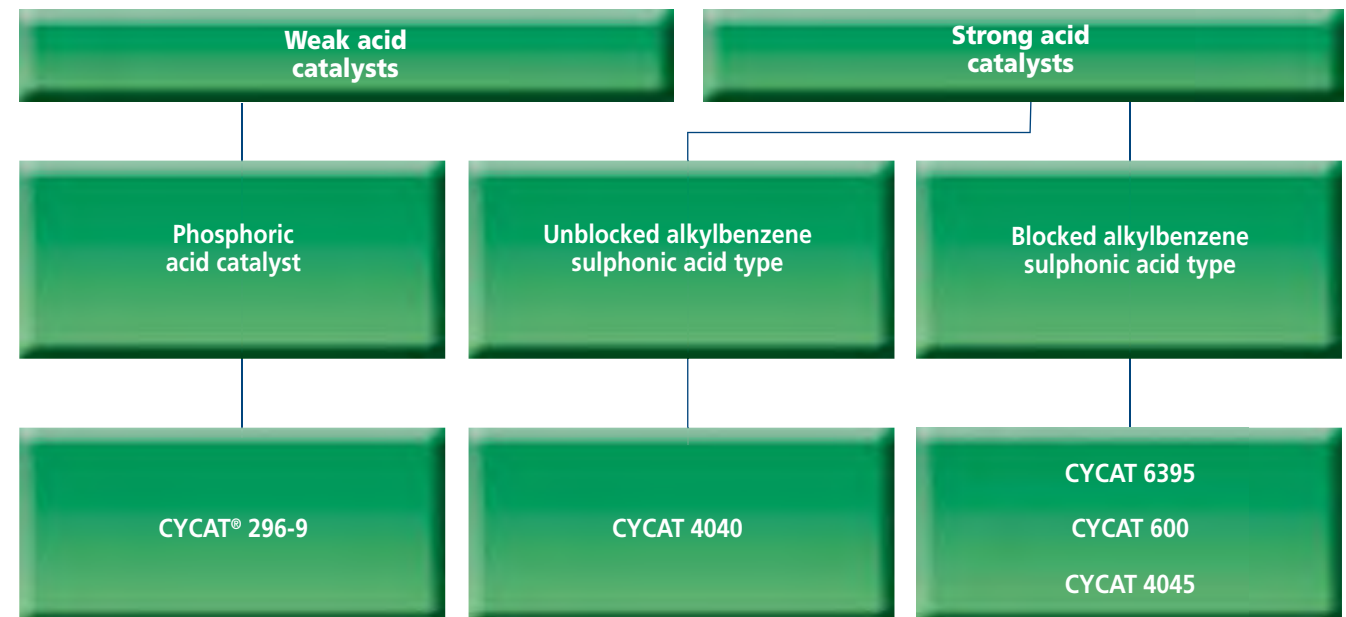 Weak acid
catalysts
Strong acid
catalysts
Phosphoric
acid catalyst
Unblocked alkylbenzene
sulphonic acid type
Blocked alkylbenzene
sulphonic acid type
CYCAT® 296-9
CYCAT 4040
CYCAT 6395
CYCAT 600
CYCAT 4045